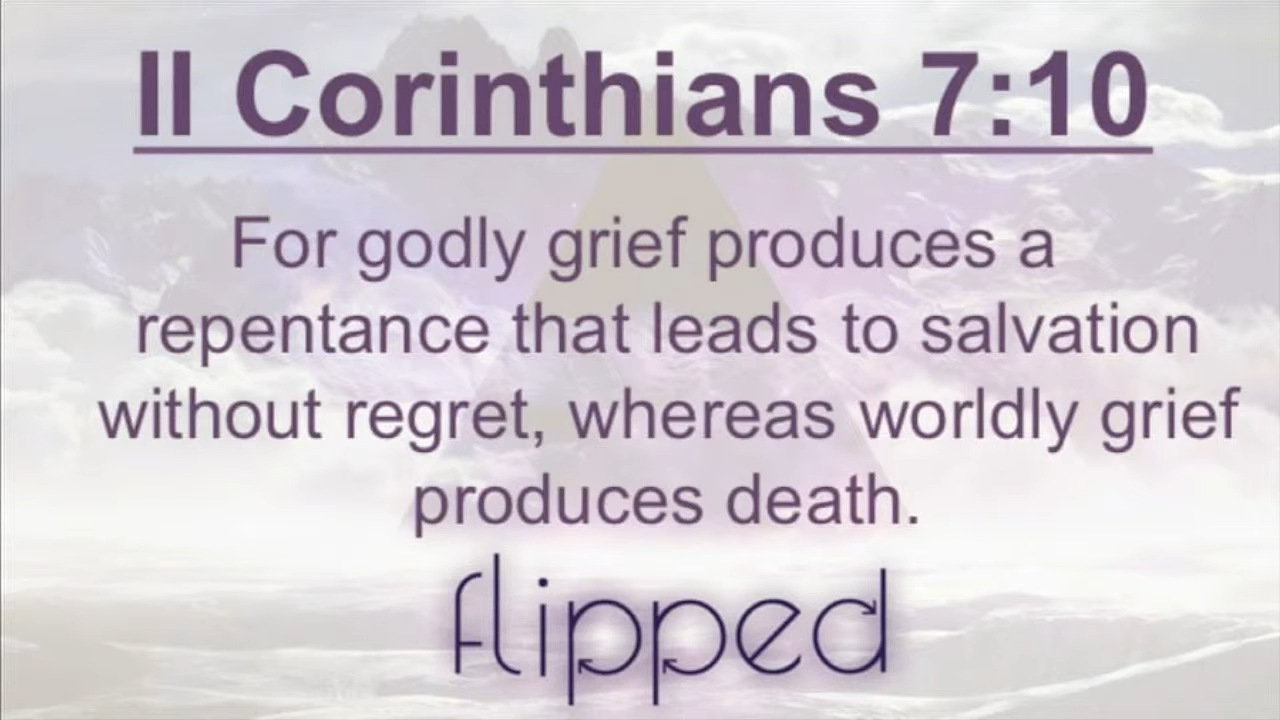 II Corinthians 7:10
For godly grief produces a
repentance that leads to salvation
without regret, whereas worldly grief
produces death.
flipped